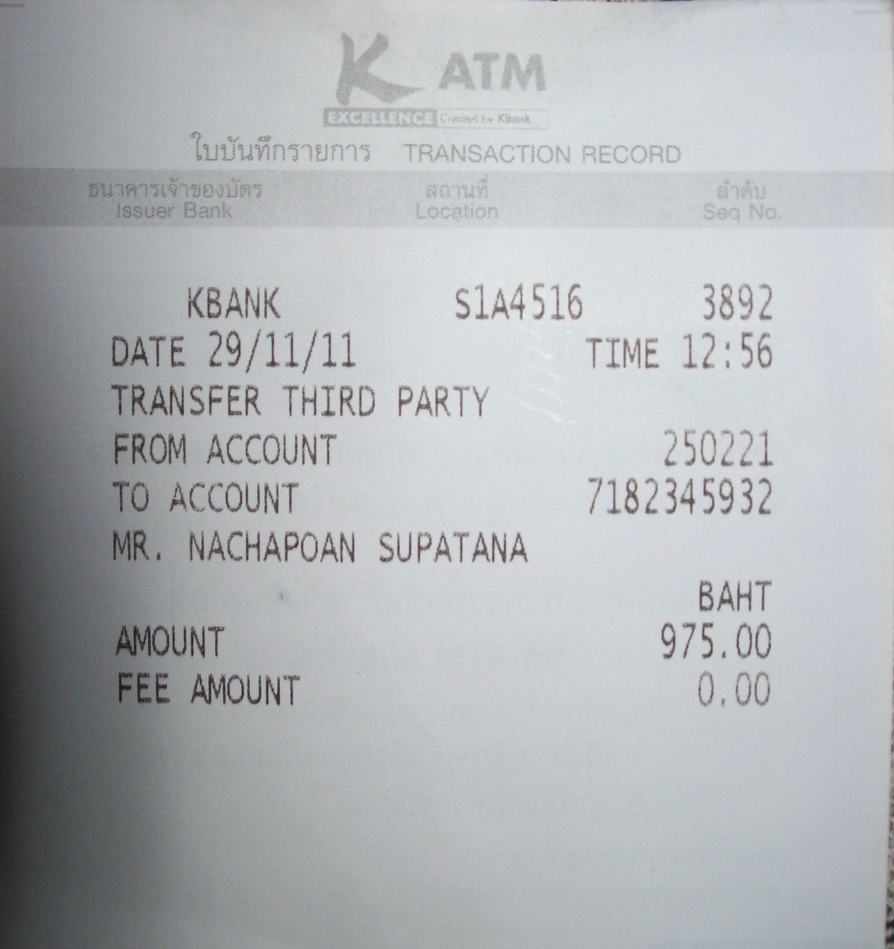 K ATM
EXCELLENCE Created by KBank
ใบบันทึกรายการ TRANSACTION RECORD
ธนาคารเจ้าของบัตร สถานที่ ลำดับ
Issuer Bank Location Seq No.
KBANK S1A4516 3892
DATE 29/11/11 TIME 12:56
TRANSFER THIRD PARTY
FROM ACCOUNT 250221
TO ACCOUNT 7182345932
MR. NACHAPOAN SUPATANA
BAHT
AMOUNT 975.00
FEE AMOUNT 0.00